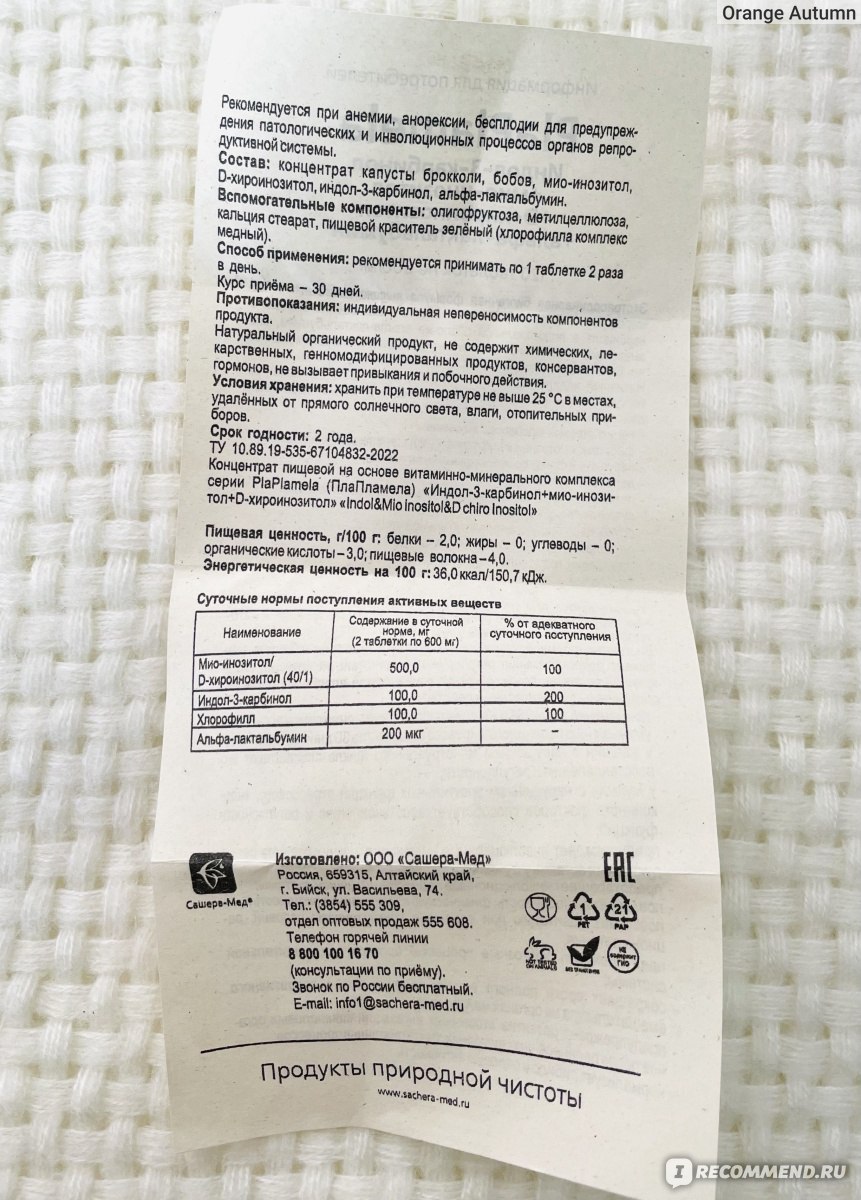 Orange Autumn
Рекомендуется при анемии, анорексии, бесплодии для предупреж-
дения патологических и инволюционных процессов органов репро-
дуктивной системы.
Состав: концентрат капусты брокколи, бобов, мио-инозитол,
D-хироинозитол, индол-3-карбинол, альфа-лактальбумин.
Вспомогательные компоненты: олигофруктоза, метилцеллюлоза,
кальция стеарат, пищевой краситель зелёный (хлорофилла комплекс
медный).
Способ применения: рекомендуется принимать по 1 таблетке 2 раза
в день.
Курс приёма – 30 дней.
Противопоказания: индивидуальная непереносимость компонентов
продукта.
Натуральный органический продукт, не содержит химических, ле-
карственных, генномодифицированных продуктов, консервантов,
гормонов, не вызывает привыкания и побочного действия.
Условия хранения: хранить при температуре не выше 25 °С в местах,
удалённых от прямого солнечного света, влаги, отопительных при-
боров.
Срок годности: 2 года.
ТУ 10.89.19-535-67104832-2022
Концентрат пищевой на основе витаминно-минерального комплекса
серии PlaPlamela (ПлаПламела) «Индол-3-карбинол+мио-инози-
тол+D-хироинозитол» «Indol&Mio Inositol&D chiro Inositol»
Пищевая ценность, г/100 г: белки – 2,0; жиры – 0; углеводы – 0;
органические кислоты – 3,0; пищевые волокна – 4,0.
Энергетическая ценность на 100 г: 36,0 ккал/150,7 кДж.
Суточные нормы поступления активных веществ
Наименование Содержание в суточной норме, мг (2 таблетки по 600 мг) % от адекватного суточного поступления
Мио-инозитол/ D-хироинозитол (40/1) 500,0 100
Индол-3-карбинол 100,0 200
Хлорофилл 100,0 100
Альфа-лактальбумин 200 мкг –
Сашера-Мед®
Изготовлено: ООО «Сашера-Мед»
Россия, 659315, Алтайский край,
г. Бийск, ул. Васильева, 74.
Тел.: (3854) 555 309,
отдел оптовых продаж 555 608.
Телефон горячей линии
8 800 100 16 70
(консультации по приёму).
Звонок по России бесплатный.
E-mail: info1@sachera-med.ru
EAC
1 PET
21 PAP
NOT TESTED ON ANIMALS
НЕ содержит ГМО
Продукты природной чистоты
www.sachera-med.ru
IRECOMMEND.RU